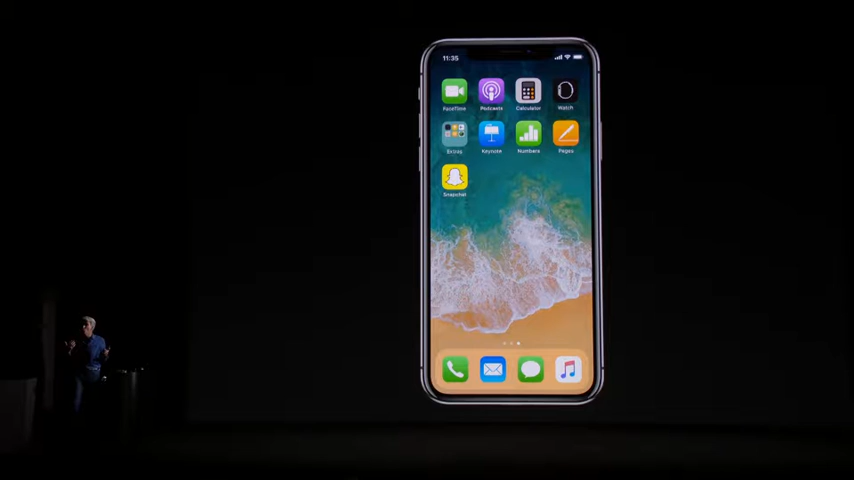 11:35
FaceTime Podcasts Calculator Watch
Extras Keynote Numbers Pages
Snapchat